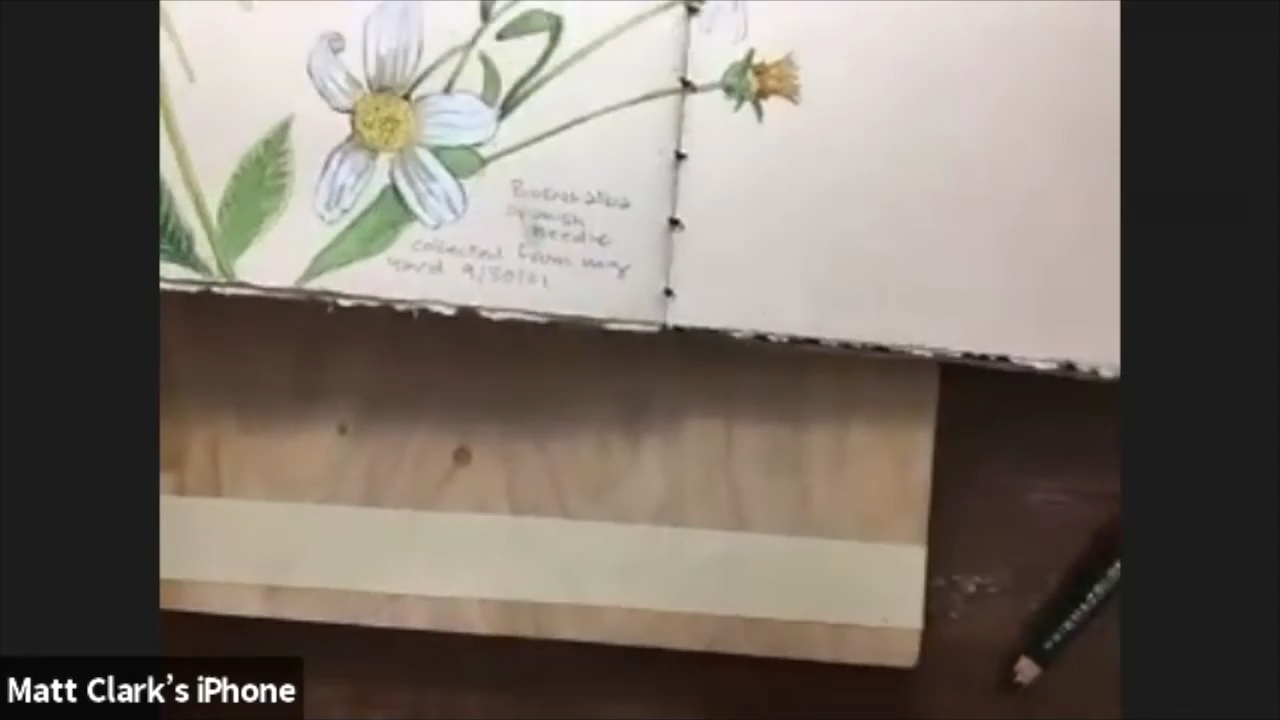 Spanish
Needle
collected from my
yard 9/30/21
Matt Clark's iPhone